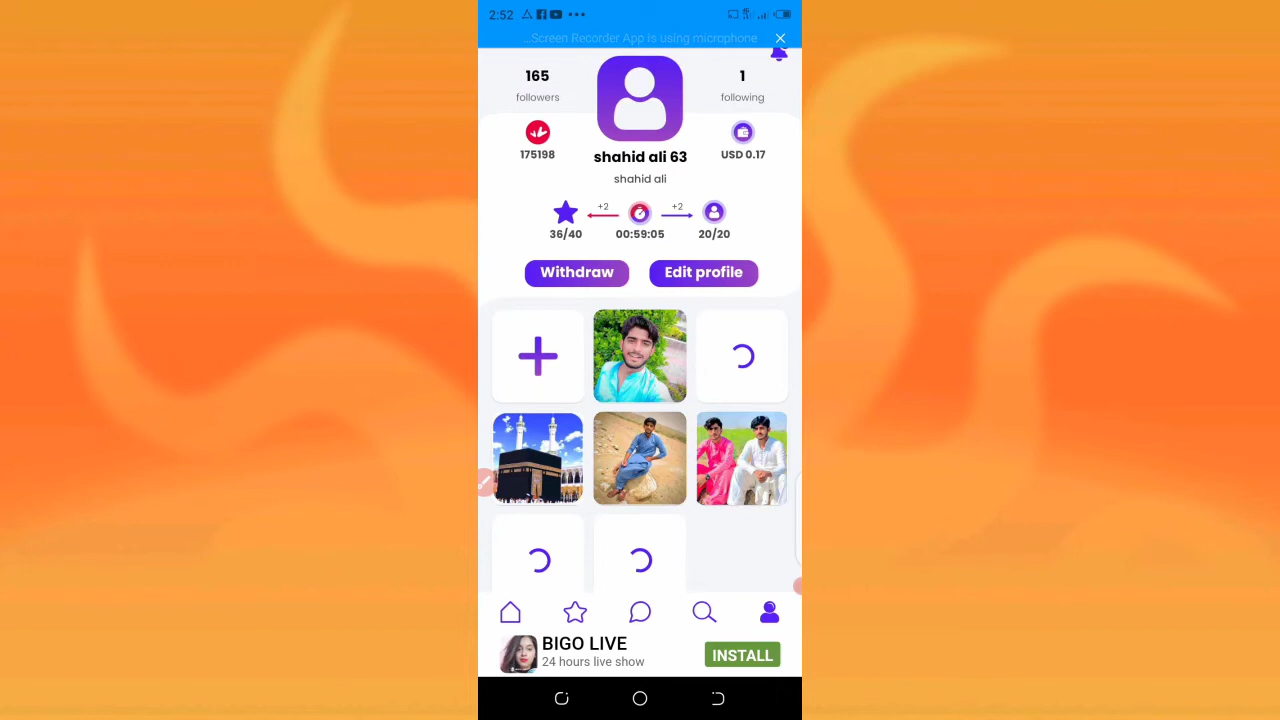 2:52
...Screen Recorder App is using microphone
165
followers
1
following
175198
USD 0.17
shahid ali 63
shahid ali
+2
+2
36/40
00:59:05
20/20
Withdraw
Edit profile
BIGO LIVE
24 hours live show
INSTALL